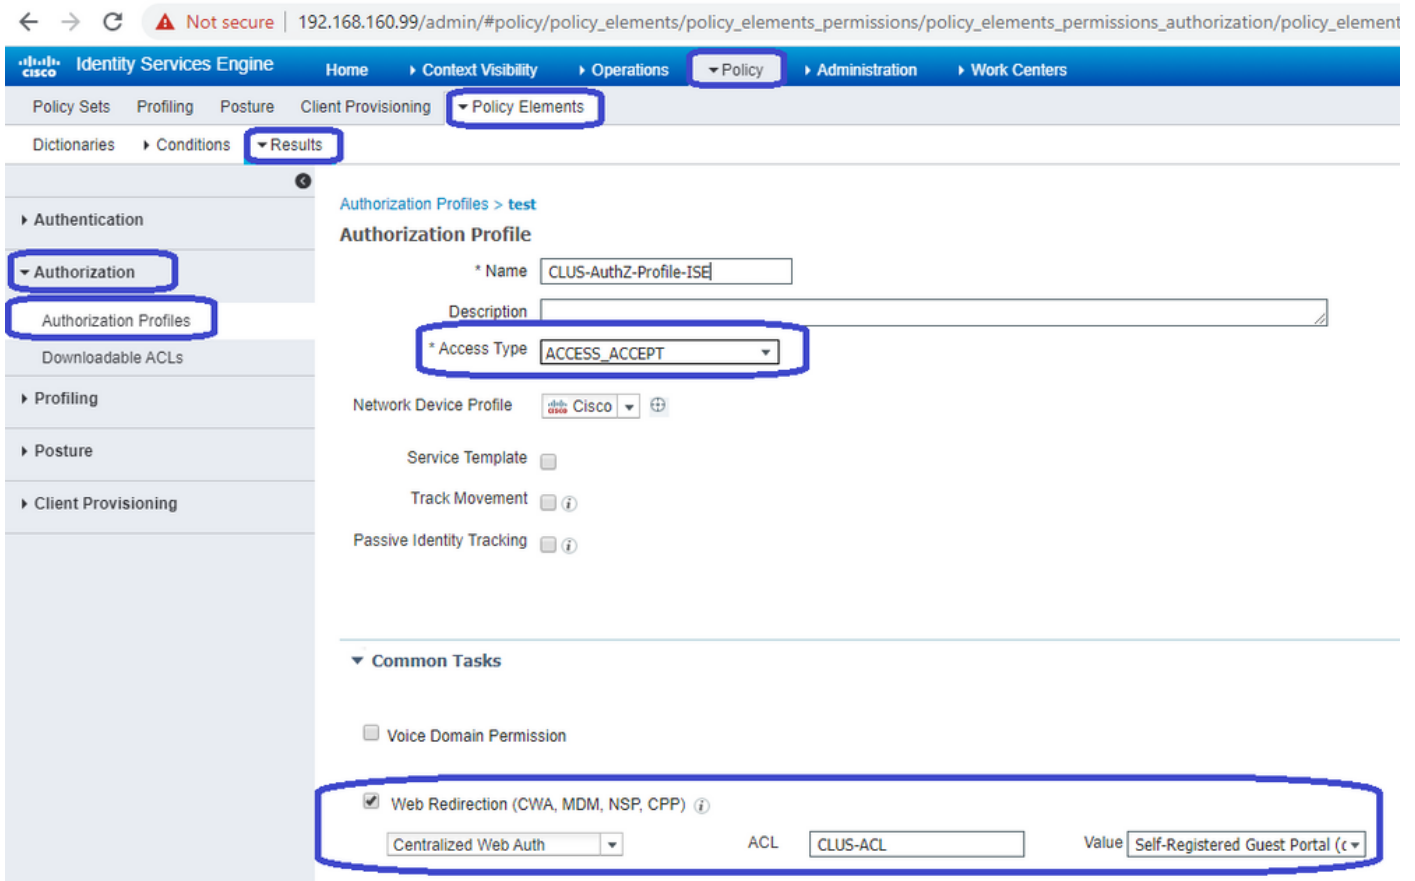 Not secure 192.168.160.99/admin/#policy/policy_elements/policy_elements_permissions/policy_elements_permissions_authorization/policy_element
cisco Identity Services Engine Home Context Visibility Operations Policy Administration Work Centers
Policy Sets Profiling Posture Client Provisioning Policy Elements
Dictionaries Conditions Results
Authentication
Authorization
Authorization Profiles
Downloadable ACLs
Profiling
Posture
Client Provisioning
Authorization Profiles > test
Authorization Profile
* Name CLUS-AuthZ-Profile-ISE
Description
* Access Type ACCESS_ACCEPT
Network Device Profile cisco Cisco
Service Template
Track Movement i
Passive Identity Tracking i
Common Tasks
Voice Domain Permission
Web Redirection (CWA, MDM, NSP, CPP) i
Centralized Web Auth ACL CLUS-ACL Value Self-Registered Guest Portal (c